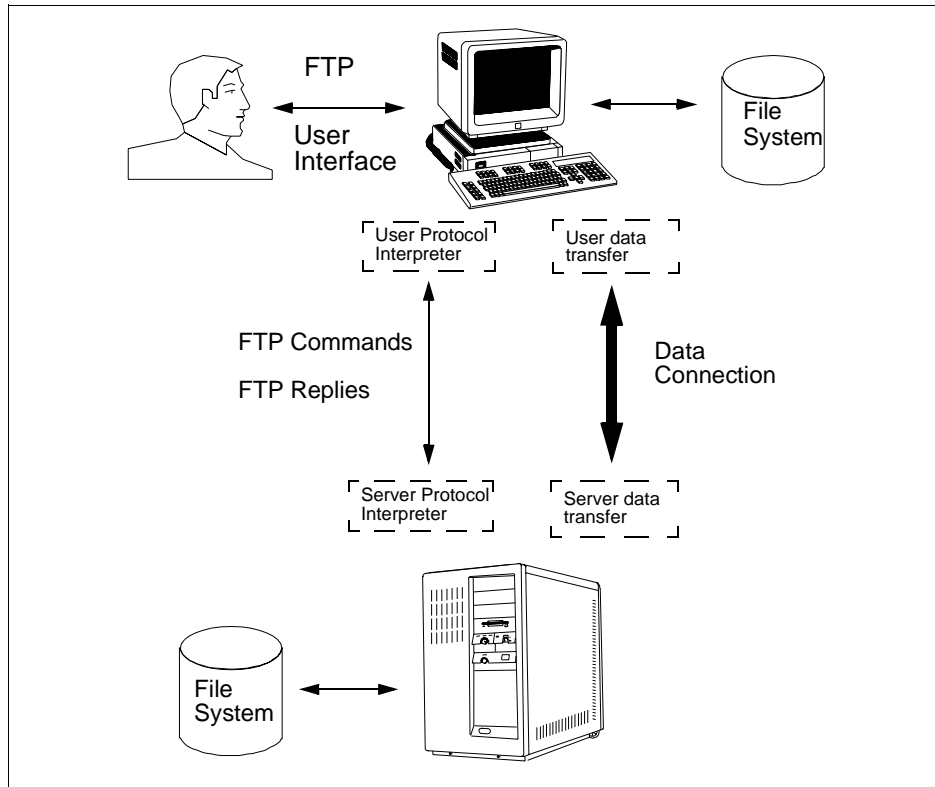 FTP
User
Interface
File
System
User Protocol
Interpreter
User data
transfer
FTP Commands
FTP Replies
Data
Connection
Server Protocol
Interpreter
Server data
transfer
File
System